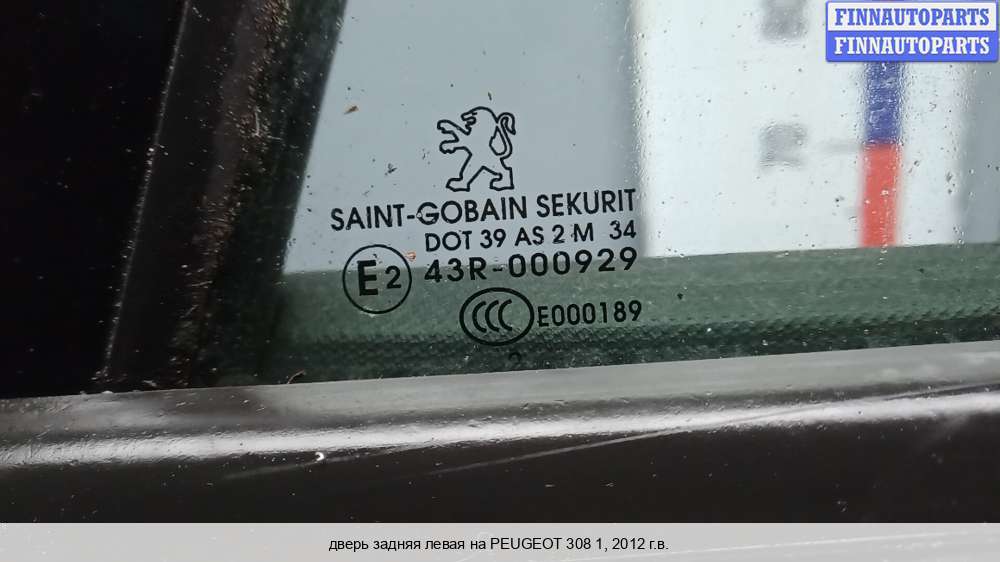 FINNAUTOPARTS
FINNAUTOPARTS
SAINT-GOBAIN SEKURIT
DOT 39 AS 2 M 34
E2 43R-000929
CCC E000189
дверь задняя левая на PEUGEOT 308 1, 2012 г.в.